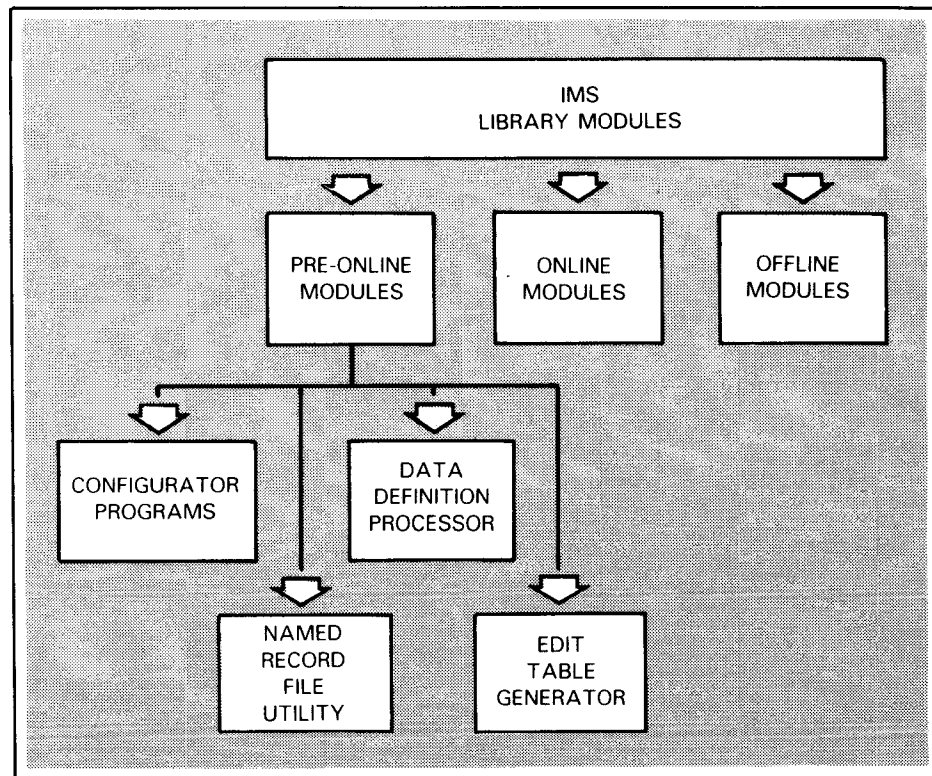 IMS
LIBRARY MODULES
PRE-ONLINE
MODULES
ONLINE
MODULES
OFFLINE
MODULES
CONFIGURATOR
PROGRAMS
DATA
DEFINITION
PROCESSOR
NAMED
RECORD
FILE
UTILITY
EDIT
TABLE
GENERATOR